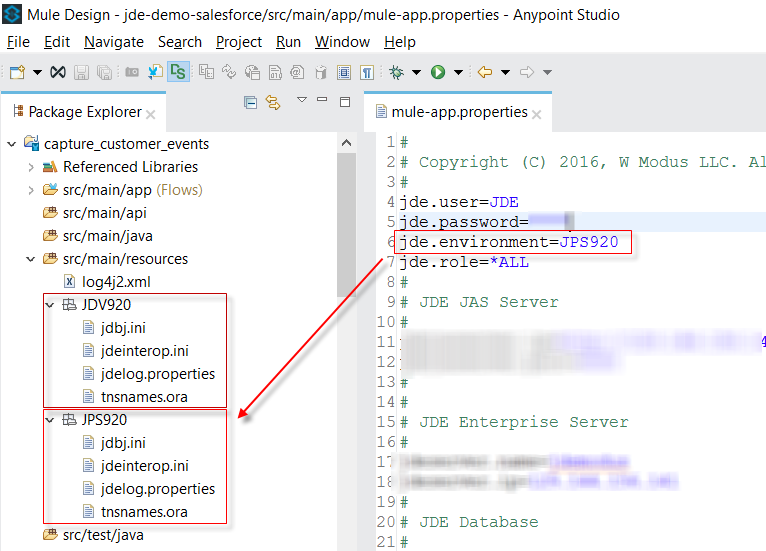 Mule Design - jde-demo-salesforce/src/main/app/mule-app.properties - Anypoint Studio
File Edit Navigate Search Project Run Window Help
Package Explorer
capture_customer_events
Referenced Libraries
src/main/app (Flows)
src/main/api
src/main/java
src/main/resources
log4j2.xml
JDV920
jdbj.ini
jdeinterop.ini
jdelog.properties
tnsnames.ora
JPS920
jdbj.ini
jdeinterop.ini
jdelog.properties
tnsnames.ora
src/test/java
mule-app.properties
1 #
2 # Copyright (C) 2016, W Modus LLC. Al
3 #
4 jde.user=JDE
5 jde.password=
6 jde.environment=JPS920
7 jde.role=*ALL
8 #
9 # JDE JAS Server
10 #
11
12
13 #
14 #
15 # JDE Enterprise Server
16 #
17
18
19 #
20 # JDE Database
21 #